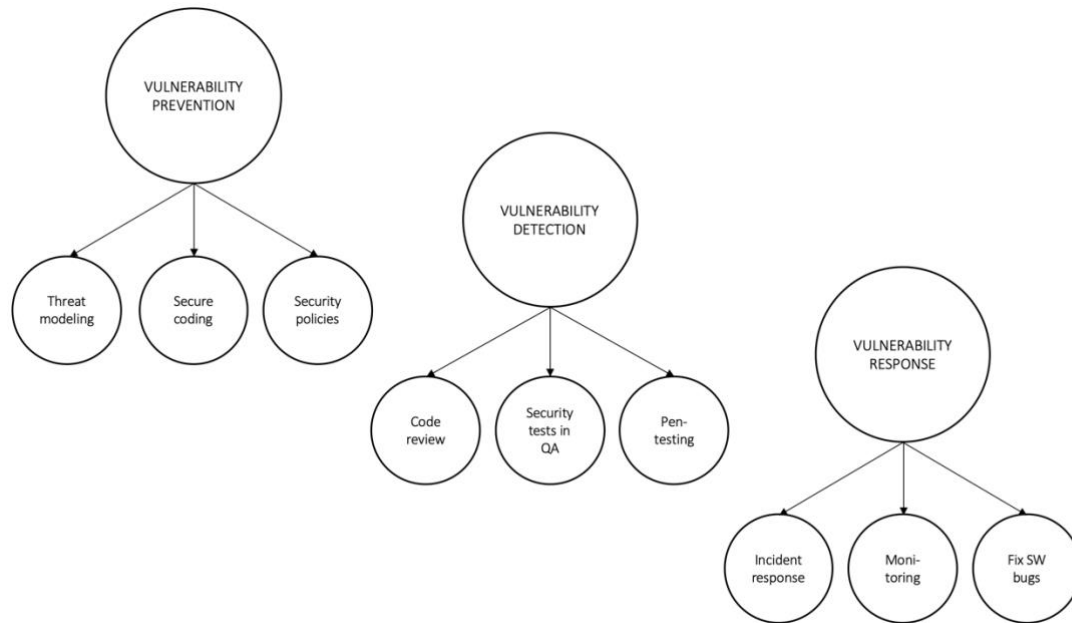 VULNERABILITY
PREVENTION
Threat
modeling
Secure
coding
Security
policies
VULNERABILITY
DETECTION
Code
review
Security
tests in
QA
Pen-
testing
VULNERABILITY
RESPONSE
Incident
response
Moni-
toring
Fix SW
bugs